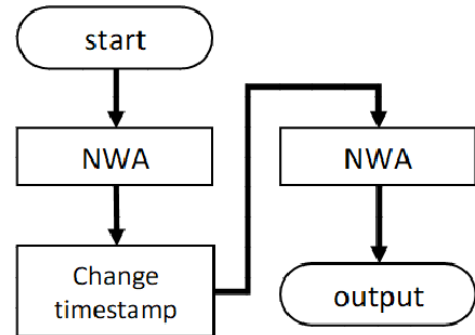 start
NWA
Change
timestamp
NWA
output